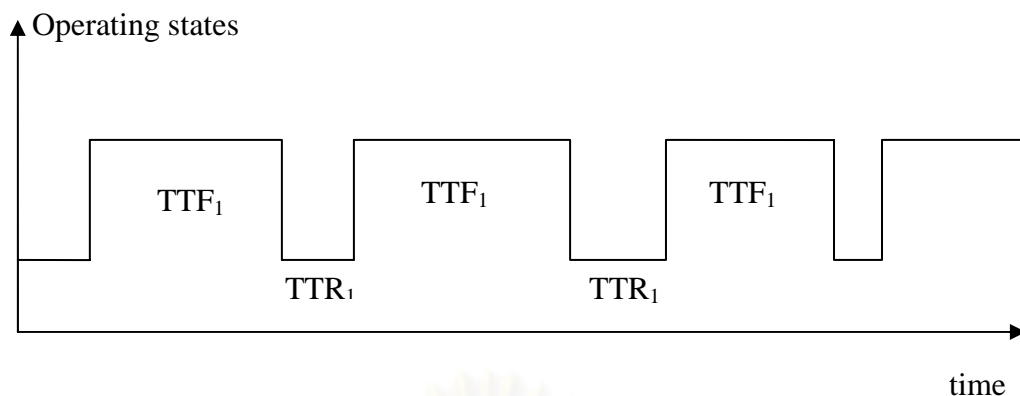 Operating states
TTF₁ TTF₁ TTF₁
TTR₁ TTR₁
time